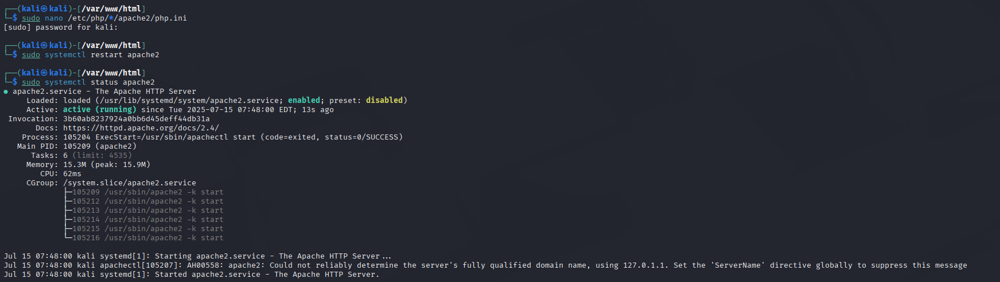 ┌──(kali㉿kali)-[/var/www/html]
└─$ sudo nano /etc/php/*/apache2/php.ini
[sudo] password for kali:
┌──(kali㉿kali)-[/var/www/html]
└─$ sudo systemctl restart apache2
┌──(kali㉿kali)-[/var/www/html]
└─$ sudo systemctl status apache2
● apache2.service - The Apache HTTP Server
Loaded: loaded (/usr/lib/systemd/system/apache2.service; enabled; preset: disabled)
Active: active (running) since Tue 2025-07-15 07:48:00 EDT; 13s ago
Invocation: 3b60ab8237924a0bb6d45deff44db31a
Docs: https://httpd.apache.org/docs/2.4/
Process: 105204 ExecStart=/usr/sbin/apachectl start (code=exited, status=0/SUCCESS)
Main PID: 105209 (apache2)
Tasks: 6 (limit: 4535)
Memory: 15.3M (peak: 15.9M)
CPU: 62ms
CGroup: /system.slice/apache2.service
├─105209 /usr/sbin/apache2 -k start
├─105212 /usr/sbin/apache2 -k start
├─105213 /usr/sbin/apache2 -k start
├─105214 /usr/sbin/apache2 -k start
├─105215 /usr/sbin/apache2 -k start
└─105216 /usr/sbin/apache2 -k start
Jul 15 07:48:00 kali systemd[1]: Starting apache2.service - The Apache HTTP Server...
Jul 15 07:48:00 kali apachectl[105207]: AH00558: apache2: Could not reliably determine the server's fully qualified domain name, using 127.0.1.1. Set the 'ServerName' directive globally to suppress this message
Jul 15 07:48:00 kali systemd[1]: Started apache2.service - The Apache HTTP Server.